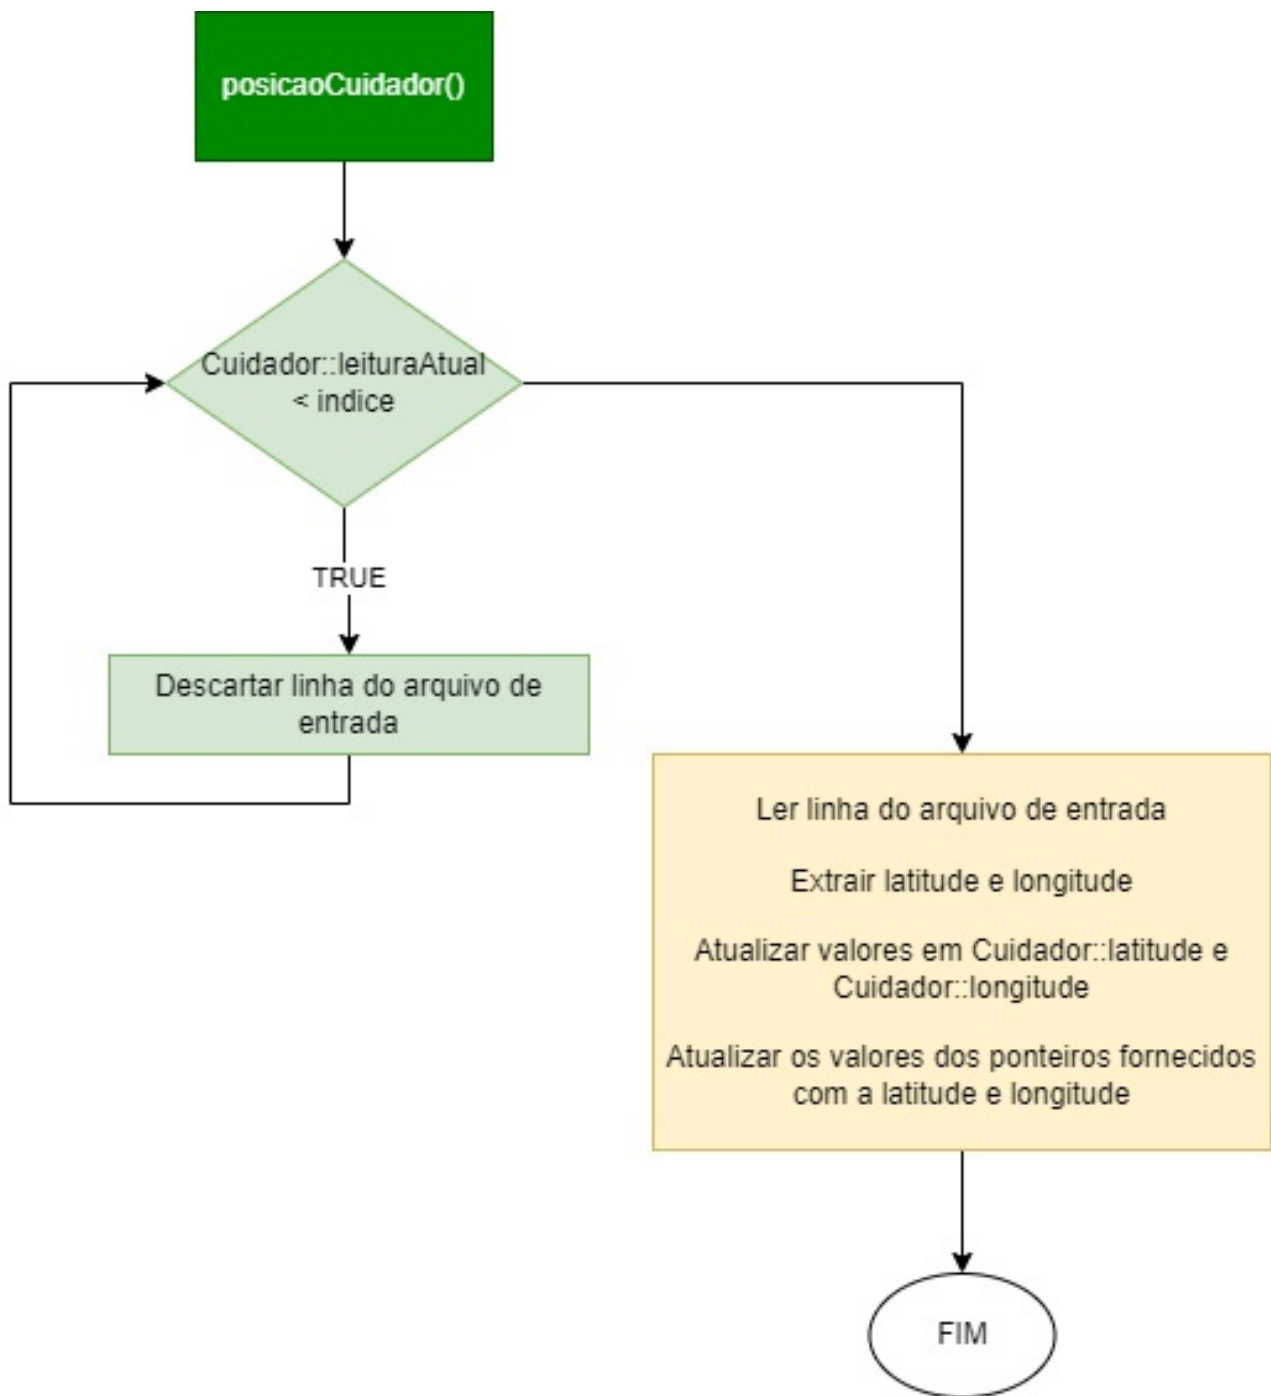 posicaoCuidador()
Cuidador::leituraAtual
< indice
TRUE
Descartar linha do arquivo de
entrada
Ler linha do arquivo de entrada
Extrair latitude e longitude
Atualizar valores em Cuidador::latitude e
Cuidador::longitude
Atualizar os valores dos ponteiros fornecidos
com a latitude e longitude
FIM